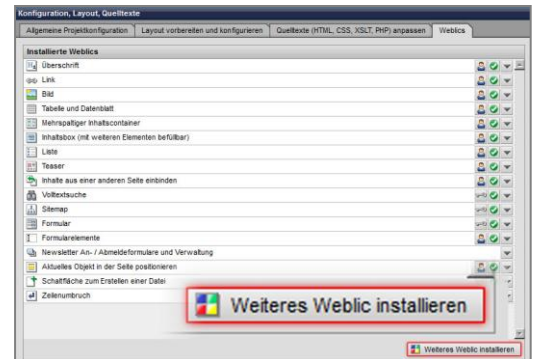 Konfiguration, Layout, Quelltexte
Allgemeine Projektkonfiguration
Layout vorbereiten und konfigurieren
Quelltexte (HTML, CSS, XSLT, PHP) anpassen
Weblics
Installierte Weblics
Überschrift
Link
Bild
Tabelle und Datenblatt
Mehrspaltiger Inhaltscontainer
Inhaltsbox (mit weiteren Elementen befüllbar)
Liste
Teaser
Inhalte aus einer anderen Seite einbinden
Volltextsuche
Sitemap
Formular
Formularelemente
Newsletter An- / Abmeldeformulare und Verwaltung
Aktuelles Objekt in der Seite positionieren
Schaltfläche zum Erstellen einer Datei
Zeilenumbruch
Weiteres Weblic installieren
Weiteres Weblic installieren